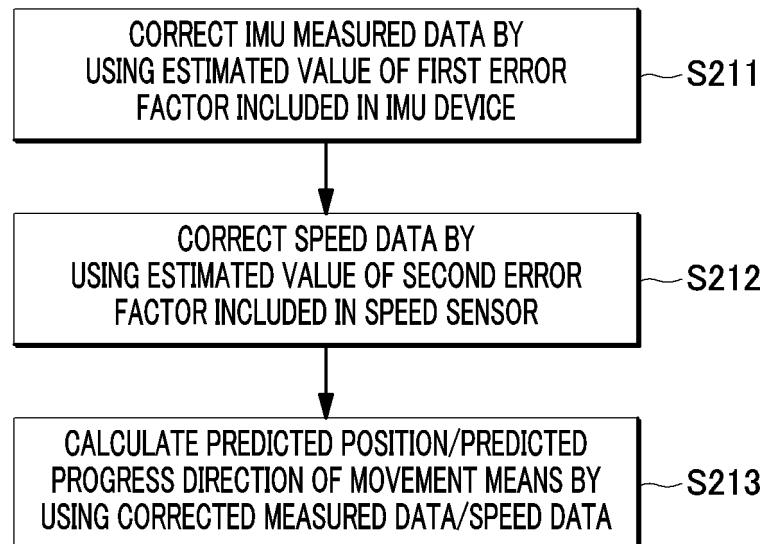 CORRECT IMU MEASURED DATA BY
USING ESTIMATED VALUE OF FIRST ERROR
FACTOR INCLUDED IN IMU DEVICE
S211
CORRECT SPEED DATA BY
USING ESTIMATED VALUE OF SECOND ERROR
FACTOR INCLUDED IN SPEED SENSOR
S212
CALCULATE PREDICTED POSITION/PREDICTED
PROGRESS DIRECTION OF MOVEMENT MEANS BY
USING CORRECTED MEASURED DATA/SPEED DATA
S213